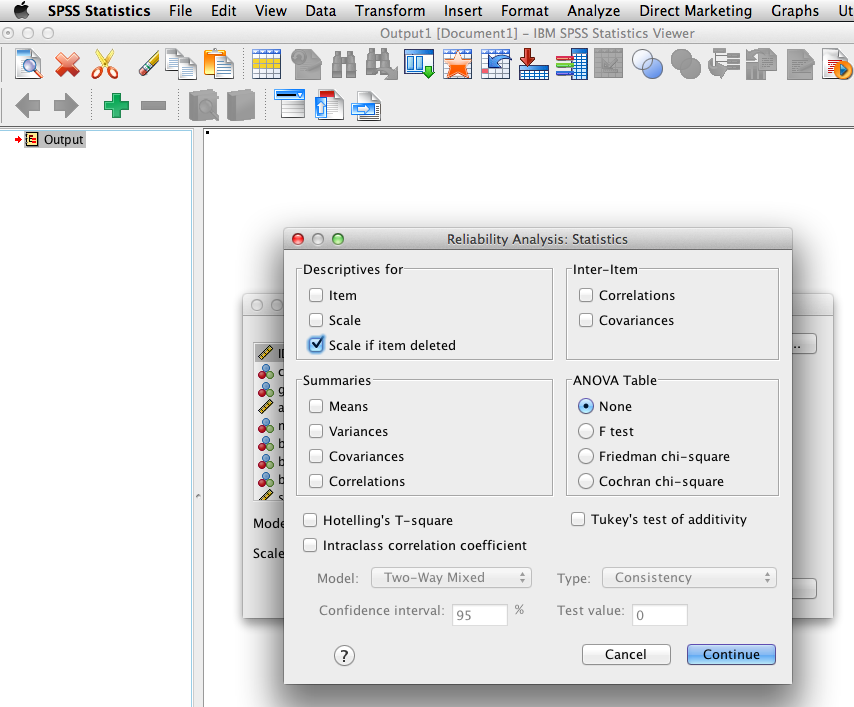 SPSS Statistics File Edit View Data Transform Insert Format Analyze Direct Marketing Graphs Ut
Output1 [Document1] - IBM SPSS Statistics Viewer
Output
Reliability Analysis: Statistics
Descriptives for
Item
Scale
Scale if item deleted
Inter-Item
Correlations
Covariances
Summaries
Means
Variances
Covariances
Correlations
ANOVA Table
None
F test
Friedman chi-square
Cochran chi-square
Hotelling's T-square
Tukey's test of additivity
Intraclass correlation coefficient
Model: Two-Way Mixed Type: Consistency
Confidence interval: 95 % Test value: 0
? Cancel Continue
Mode
Scale